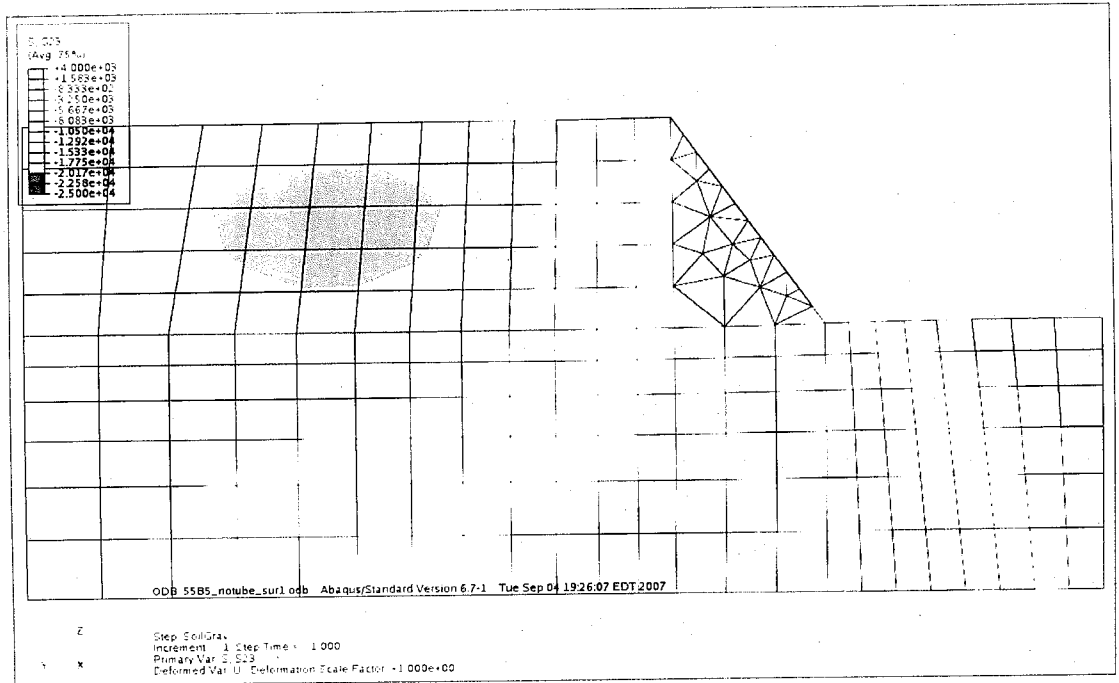 S, S23
(Avg: 75%)
+4.000e+03
+1.583e+03
-8.333e+02
-3.250e+03
-5.667e+03
-8.083e+03
-1.050e+04
-1.292e+04
-1.533e+04
-1.775e+04
-2.017e+04
-2.258e+04
-2.500e+04
ODB 55B5_notube_sur1 odb Abaqus/Standard Version 6.7-1 Tue Sep 04 19:26:07 EDT 2007
Z
X
Step SoilGrav
Increment 1 Step Time = 1.000
Primary Var S, S23
Deformed Var U Deformation Scale Factor +1.000e+00